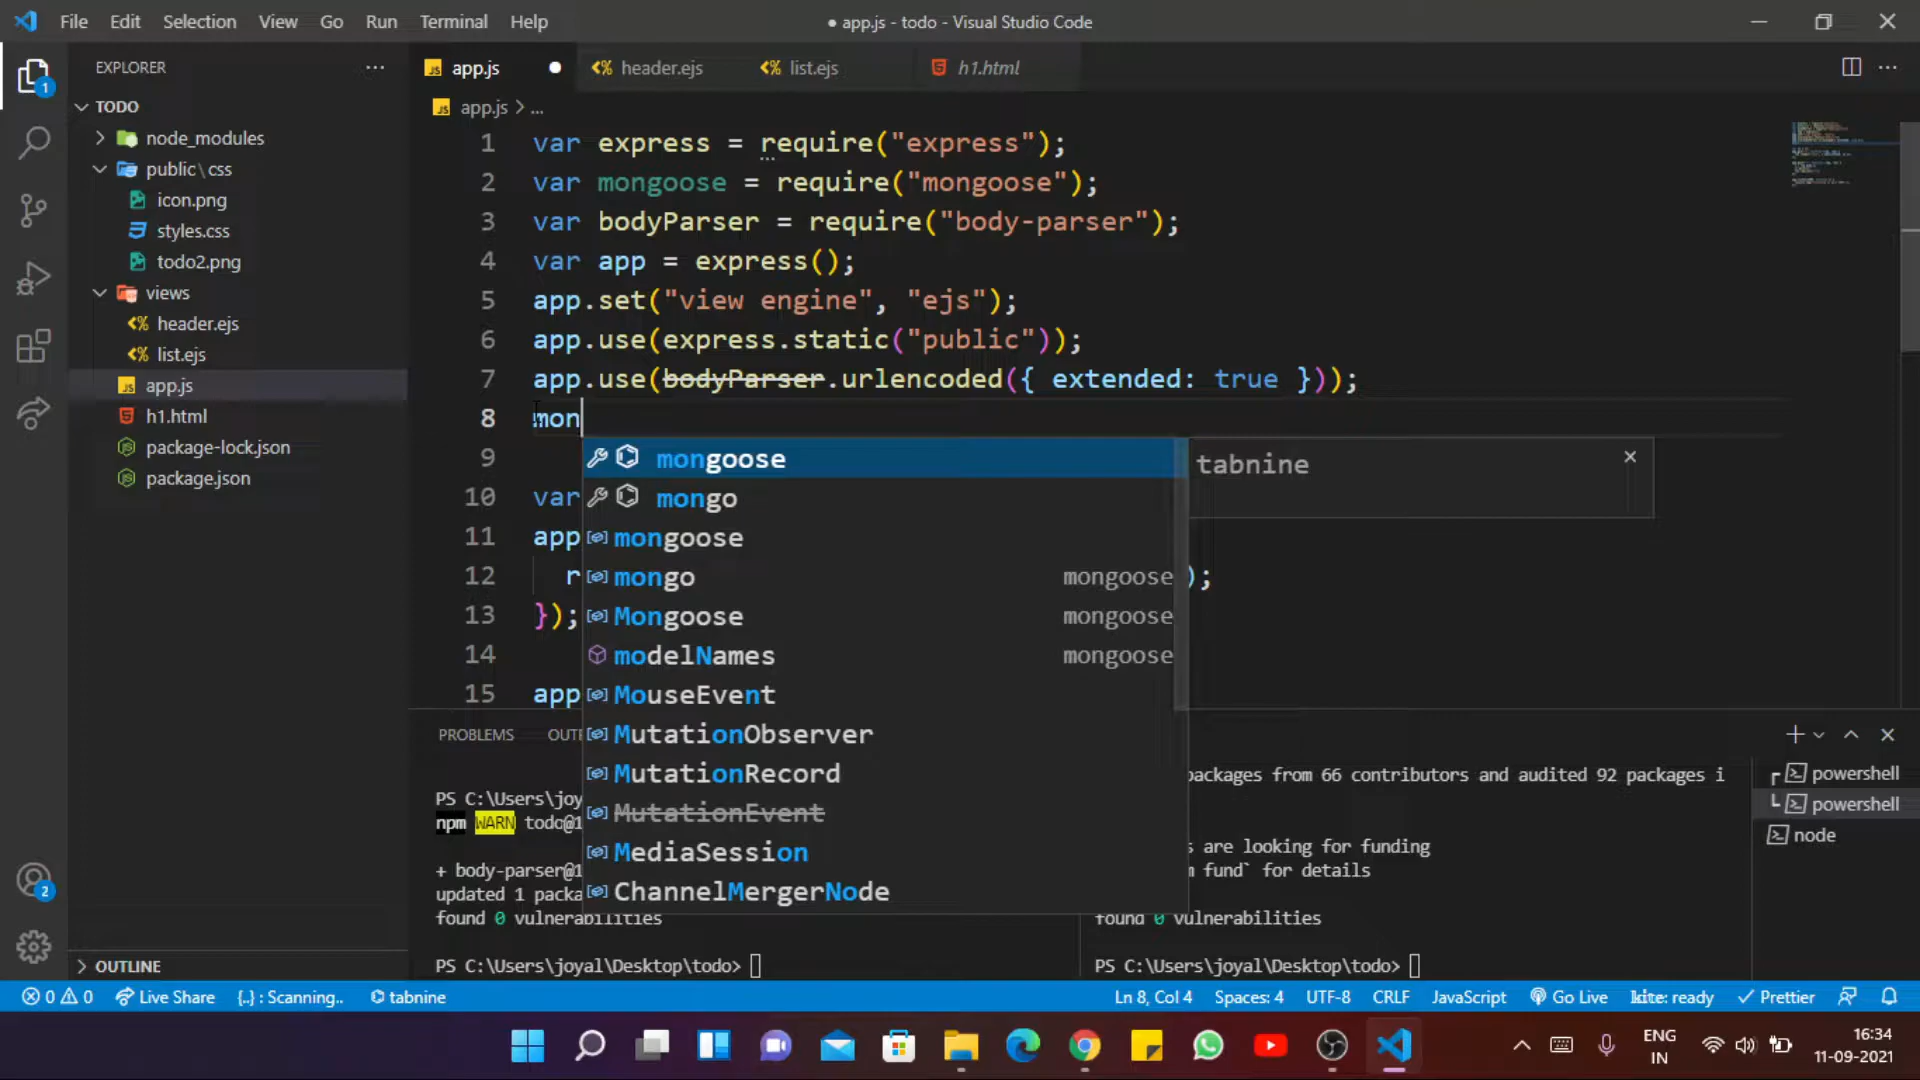 File Edit Selection View Go Run Terminal Help
● app.js - todo - Visual Studio Code
EXPLORER
TODO
node_modules
public\css
icon.png
styles.css
todo2.png
views
header.ejs
list.ejs
app.js
h1.html
package-lock.json
package.json
OUTLINE
1
2
app.js
header.ejs
list.ejs
h1.html
app.js > ...
1 var express = require("express");
2 var mongoose = require("mongoose");
3 var bodyParser = require("body-parser");
4 var app = express();
5 app.set("view engine", "ejs");
6 app.use(express.static("public"));
7 app.use(bodyParser.urlencoded({ extended: true }));
8 mon
9
10 var
11 app
12 r );
13 });
14
15 app
mongoose
mongo
mongoose
mongo mongoose
Mongoose mongoose
modelNames mongoose
MouseEvent
MutationObserver
MutationRecord
MutationEvent
MediaSession
ChannelMergerNode
tabnine
PROBLEMS OUTP
PS C:\Users\joy
npm WARN todo@1
+ body-parser@1
updated 1 packa
found 0 vulnerabilities
PS C:\Users\joyal\Desktop\todo>
packages from 66 contributors and audited 92 packages i
s are looking for funding
fund` for details
found 0 vulnerabilities
PS C:\Users\joyal\Desktop\todo>
powershell
powershell
node
0 0 Live Share {..} : Scanning.. tabnine
Ln 8, Col 4 Spaces: 4 UTF-8 CRLF JavaScript Go Live kite: ready Prettier
ENG
IN
16:34
11-09-2021